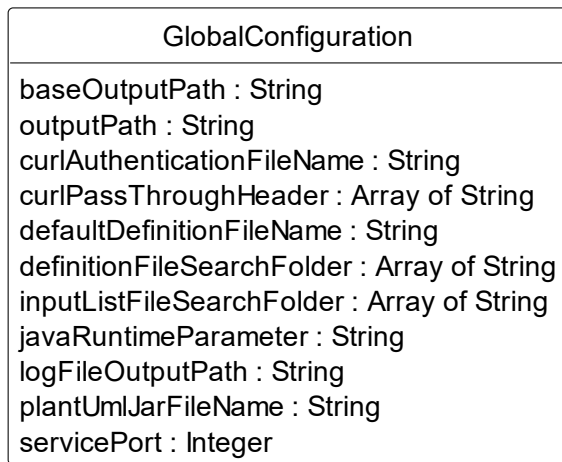 GlobalConfiguration
baseOutputPath : String
outputPath : String
curlAuthenticationFileName : String
curlPassThroughHeader : Array of String
defaultDefinitionFileName : String
definitionFileSearchFolder : Array of String
inputListFileSearchFolder : Array of String
javaRuntimeParameter : String
logFileOutputPath : String
plantUmlJarFileName : String
servicePort : Integer